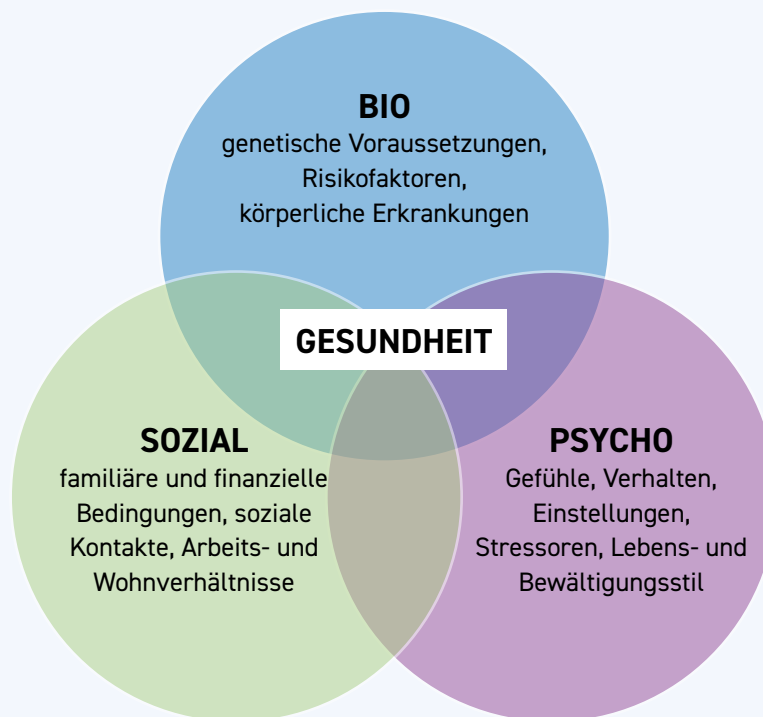 BIO
genetische Voraussetzungen,
Risikofaktoren,
körperliche Erkrankungen
GESUNDHEIT
SOZIAL
familiäre und finanzielle
Bedingungen, soziale
Kontakte, Arbeits- und
Wohnverhältnisse
PSYCHO
Gefühle, Verhalten,
Einstellungen,
Stressoren, Lebens- und
Bewältigungsstil